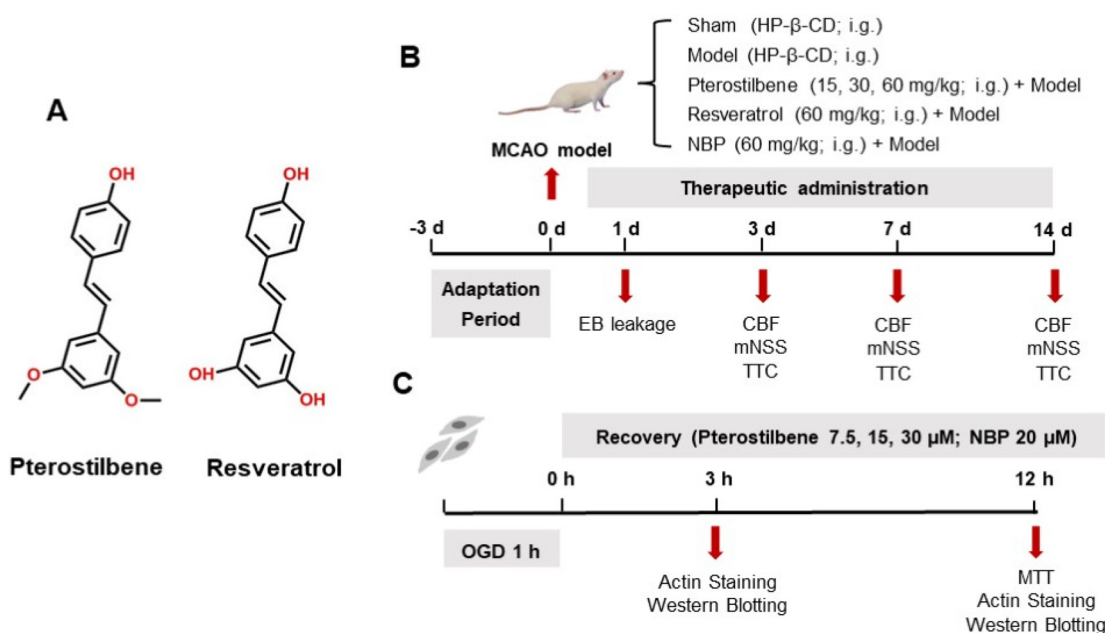 A
OH
O
O
Pterostilbene
OH
OH
OH
Resveratrol
B
MCAO model
Sham (HP-β-CD; i.g.)
Model (HP-β-CD; i.g.)
Pterostilbene (15, 30, 60 mg/kg; i.g.) + Model
Resveratrol (60 mg/kg; i.g.) + Model
NBP (60 mg/kg; i.g.) + Model
Therapeutic administration
-3 d
0 d
1 d
3 d
7 d
14 d
Adaptation
Period
EB leakage
CBF
mNSS
TTC
CBF
mNSS
TTC
CBF
mNSS
TTC
C
Recovery (Pterostilbene 7.5, 15, 30 μM; NBP 20 μM)
0 h
3 h
12 h
OGD 1 h
Actin Staining
Western Blotting
MTT
Actin Staining
Western Blotting